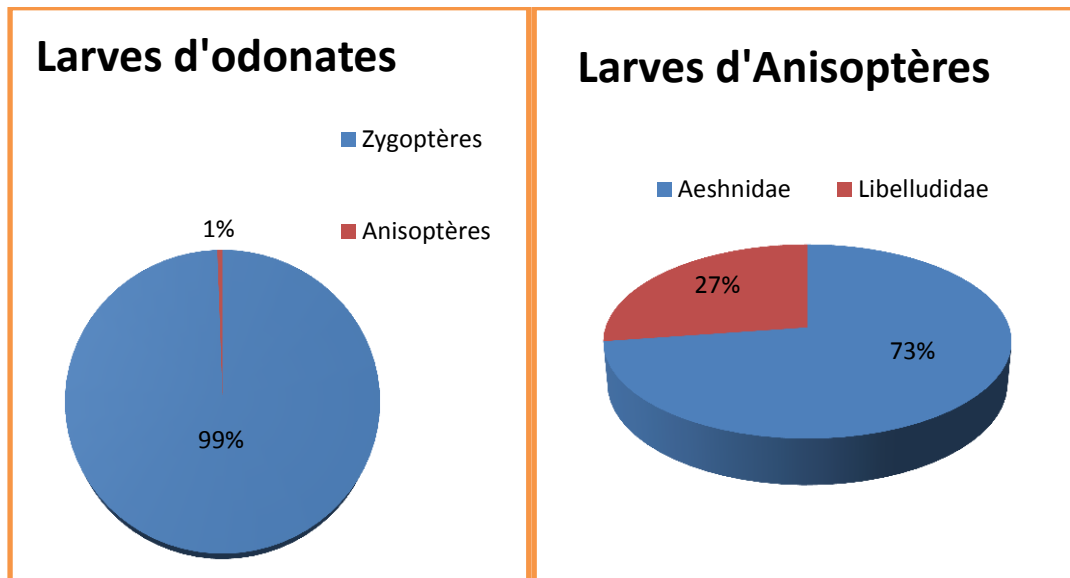 Larves d'odonates
Zygoptères
Anisoptères
1%
99%
Larves d'Anisoptères
Aeshnidae Libelludidae
27%
73%